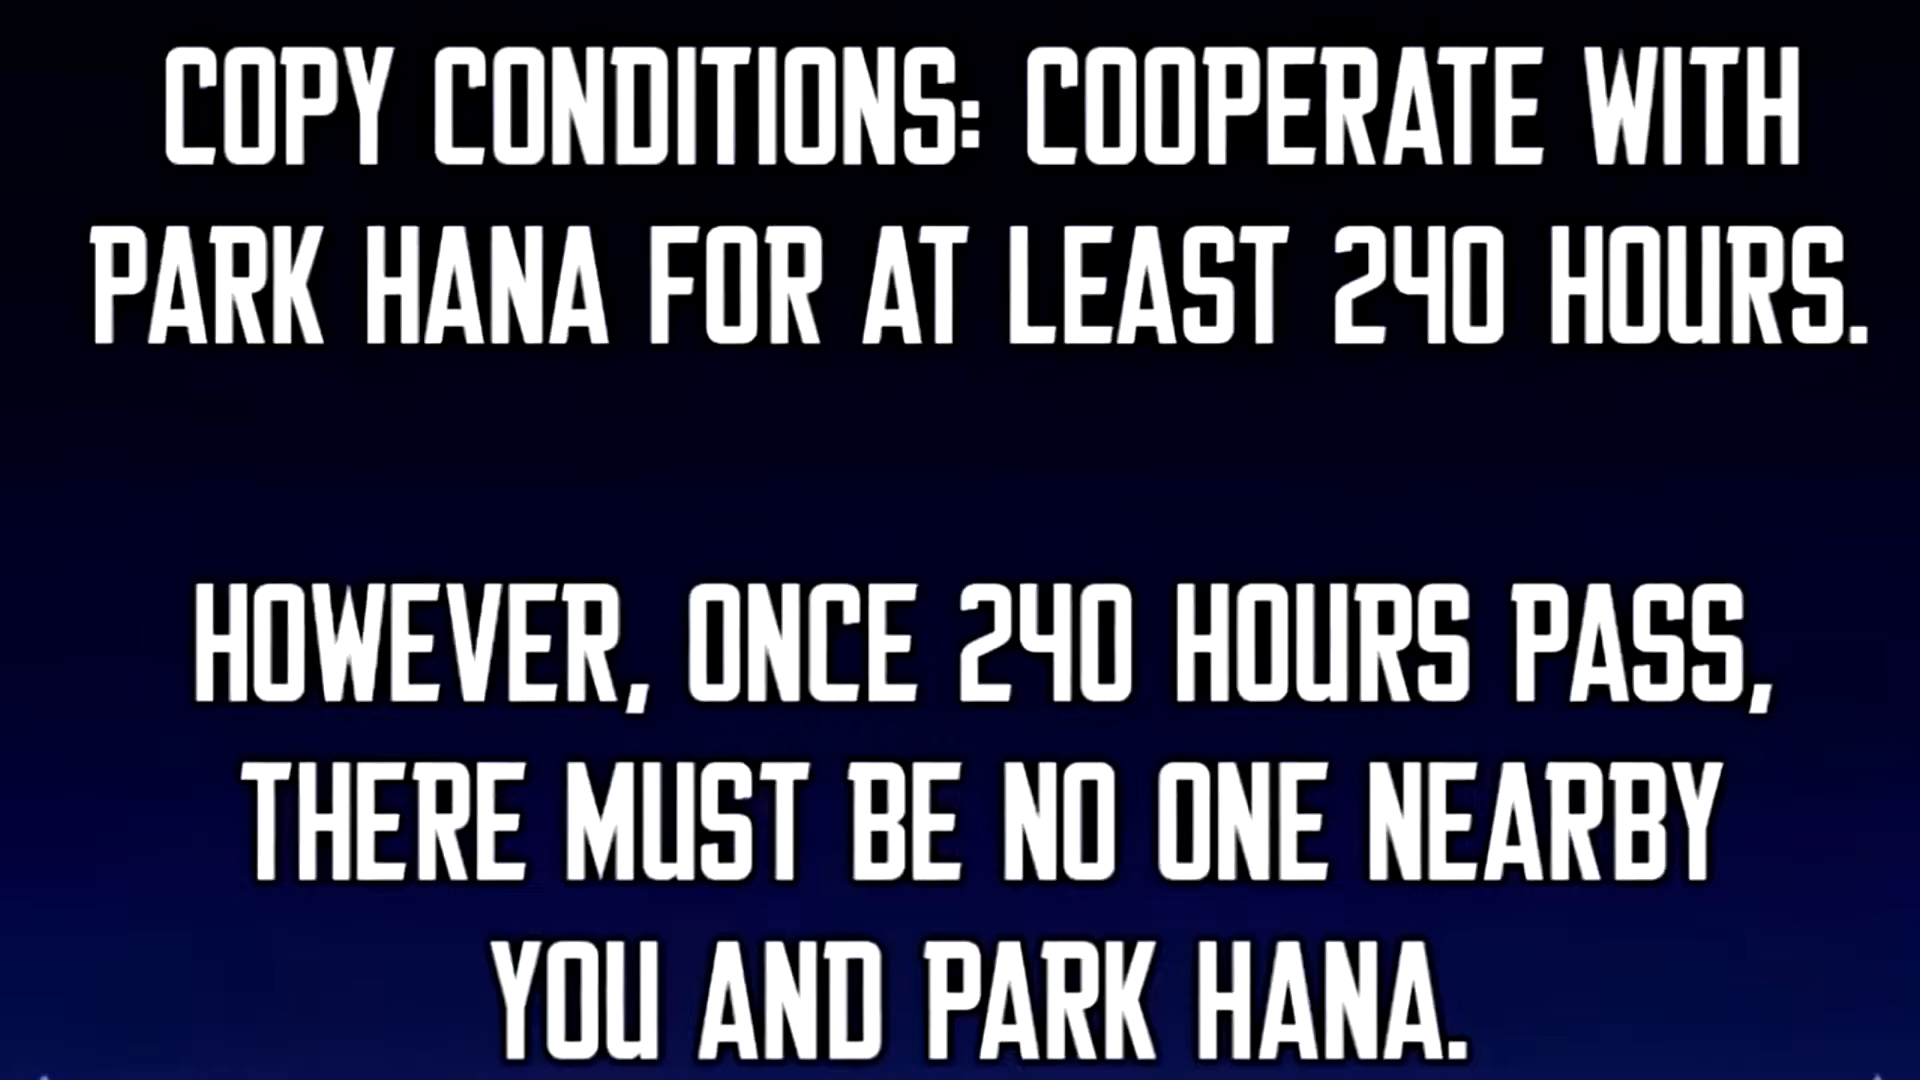 COPY CONDITIONS: COOPERATE WITH
PARK HANA FOR AT LEAST 240 HOURS.
HOWEVER, ONCE 240 HOURS PASS,
THERE MUST BE NO ONE NEARBY
YOU AND PARK HANA.